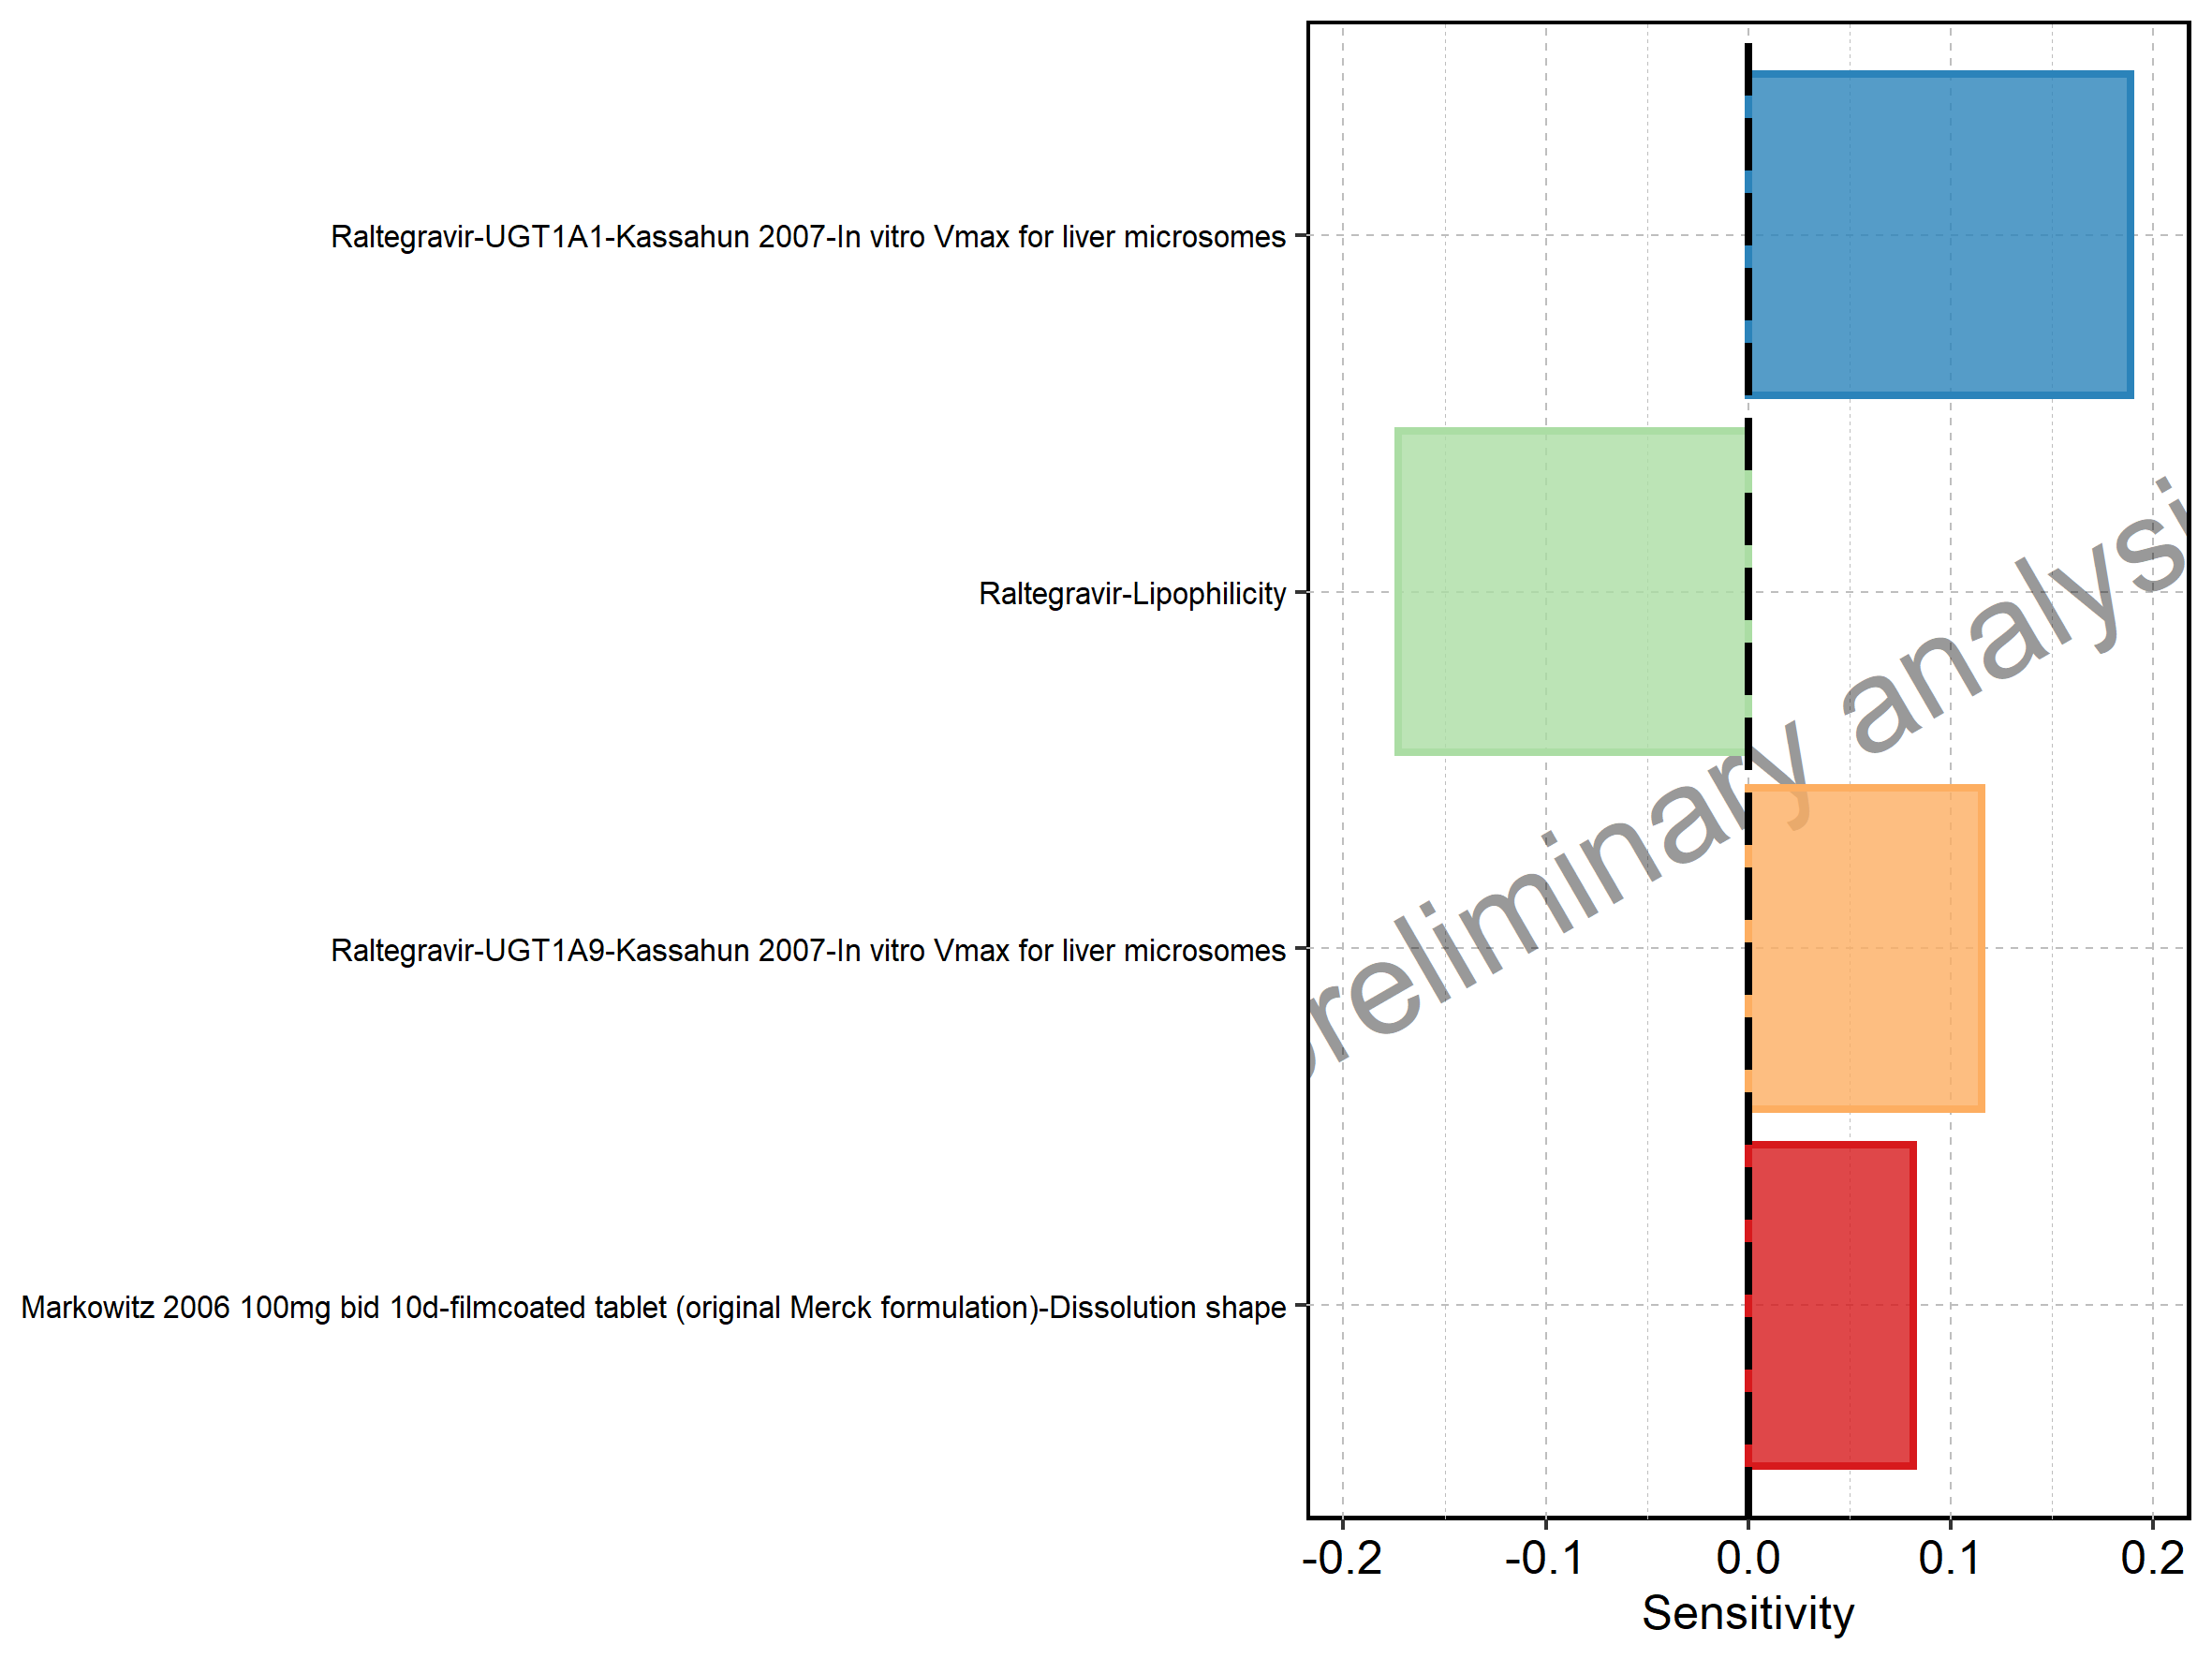 Raltegravir-UGT1A1-Kassahun 2007-In vitro Vmax for liver microsomes
Raltegravir-Lipophilicity
Raltegravir-UGT1A9-Kassahun 2007-In vitro Vmax for liver microsomes
Markowitz 2006 100mg bid 10d-filmcoated tablet (original Merck formulation)-Dissolution shape
preliminary analysi
-0.2 -0.1 0.0 0.1 0.2
Sensitivity